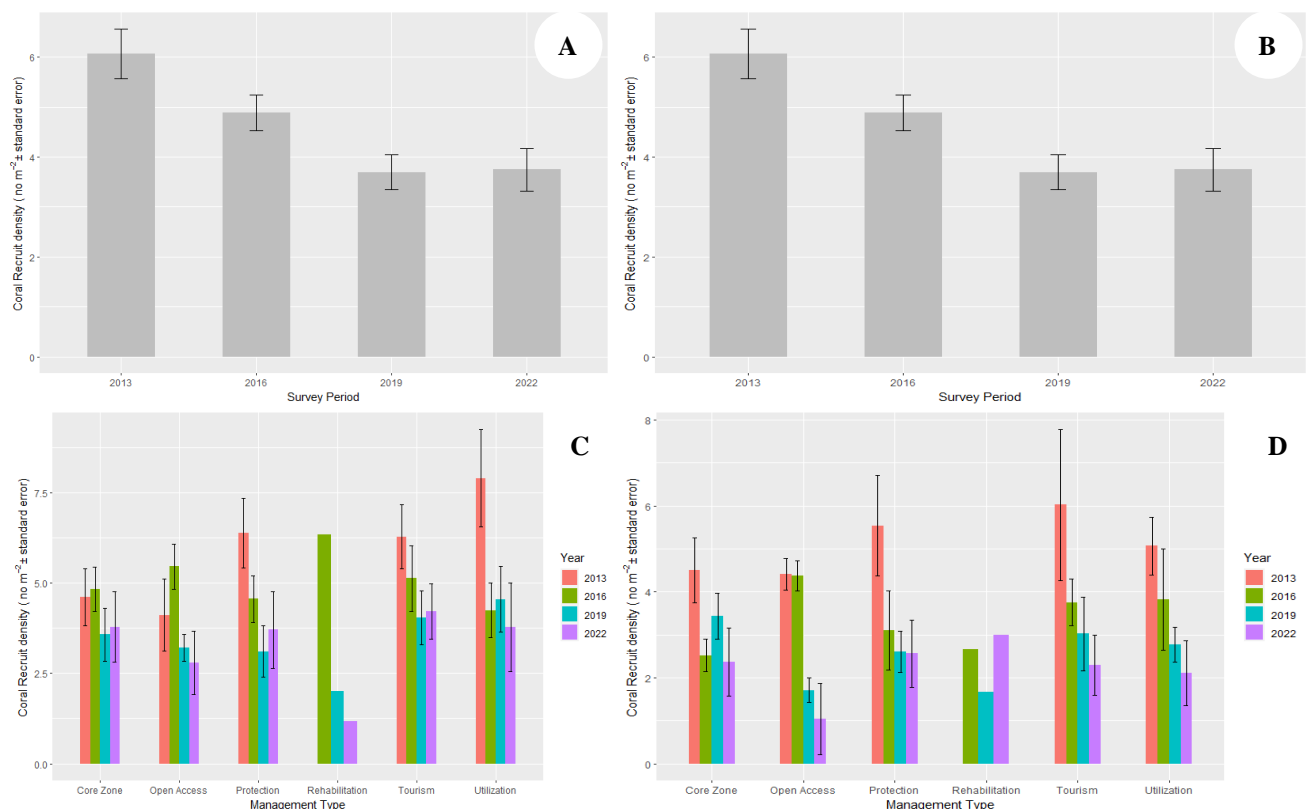 A
Coral Recruit density ( no m⁻² ± standard error)
6
4
2
0
2013 2016 2019 2022
Survey Period
B
Coral Recruit density ( no m⁻² ± standard error)
6
4
2
0
2013 2016 2019 2022
Survey Period
C
Coral Recruit density ( no m⁻² ± standard error)
7.5
5.0
2.5
0.0
Core Zone Open Access Protection Rehabilitation Tourism Utilization
Management Type
Year
2013
2016
2019
2022
D
Coral Recruit density ( no m⁻² ± standard error)
8
6
4
2
0
Core Zone Open Access Protection Rehabilitation Tourism Utilization
Management Type
Year
2013
2016
2019
2022